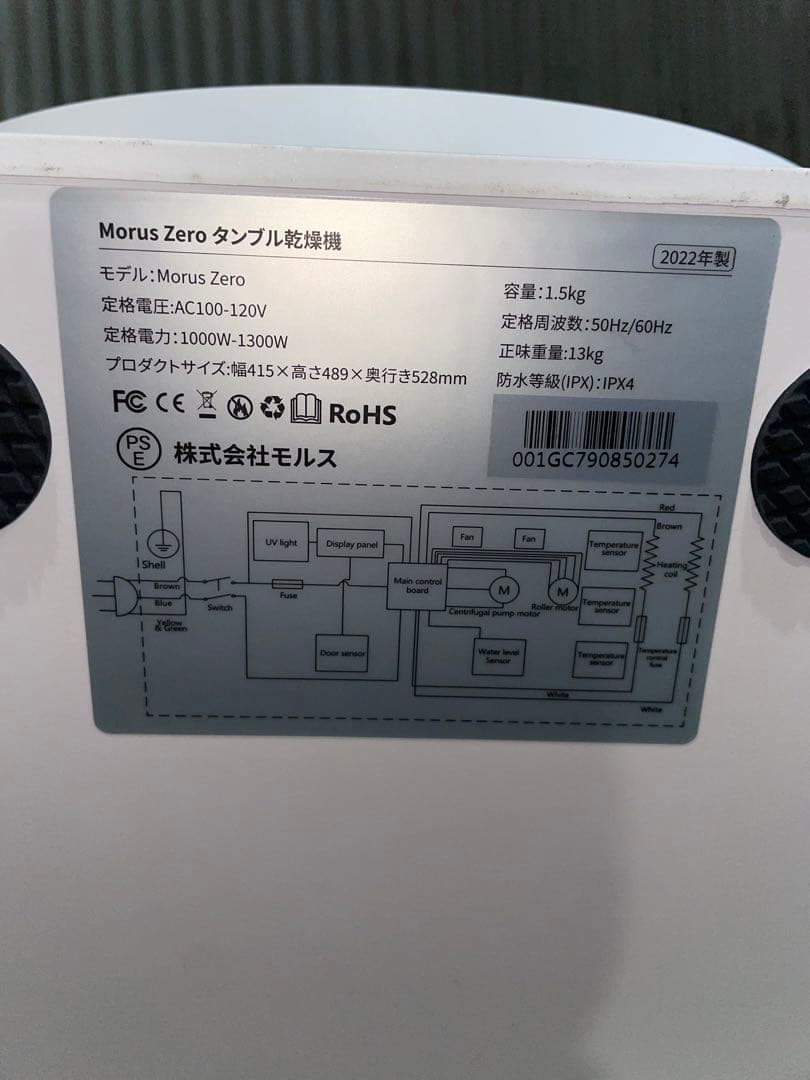 Morus Zero タンブル乾燥機
2022年製
モデル：Morus Zero
定格電圧:AC100-120V
定格電力：1000W-1300W
プロダクトサイズ:幅415×高さ489×奥行き528mm
容量：1.5kg
定格周波数：50Hz/60Hz
正味重量：13kg
防水等級(IPX)：IPX4
FC CE RoHS
PS
E
株式会社モルス
001GC790850274
Shell
Brown
Blue
Yellow
& Green
Switch
UV light
Display panel
Fuse
Door sensor
Main control
board
Fan
Fan
M
Centrifugal pump motor
M
Roller motor
Water level
Sensor
Temperature
sensor
Temperature
sensor
Temperature
sensor
Red
Brown
Heating
coil
Temperature
control
fuse
White
White